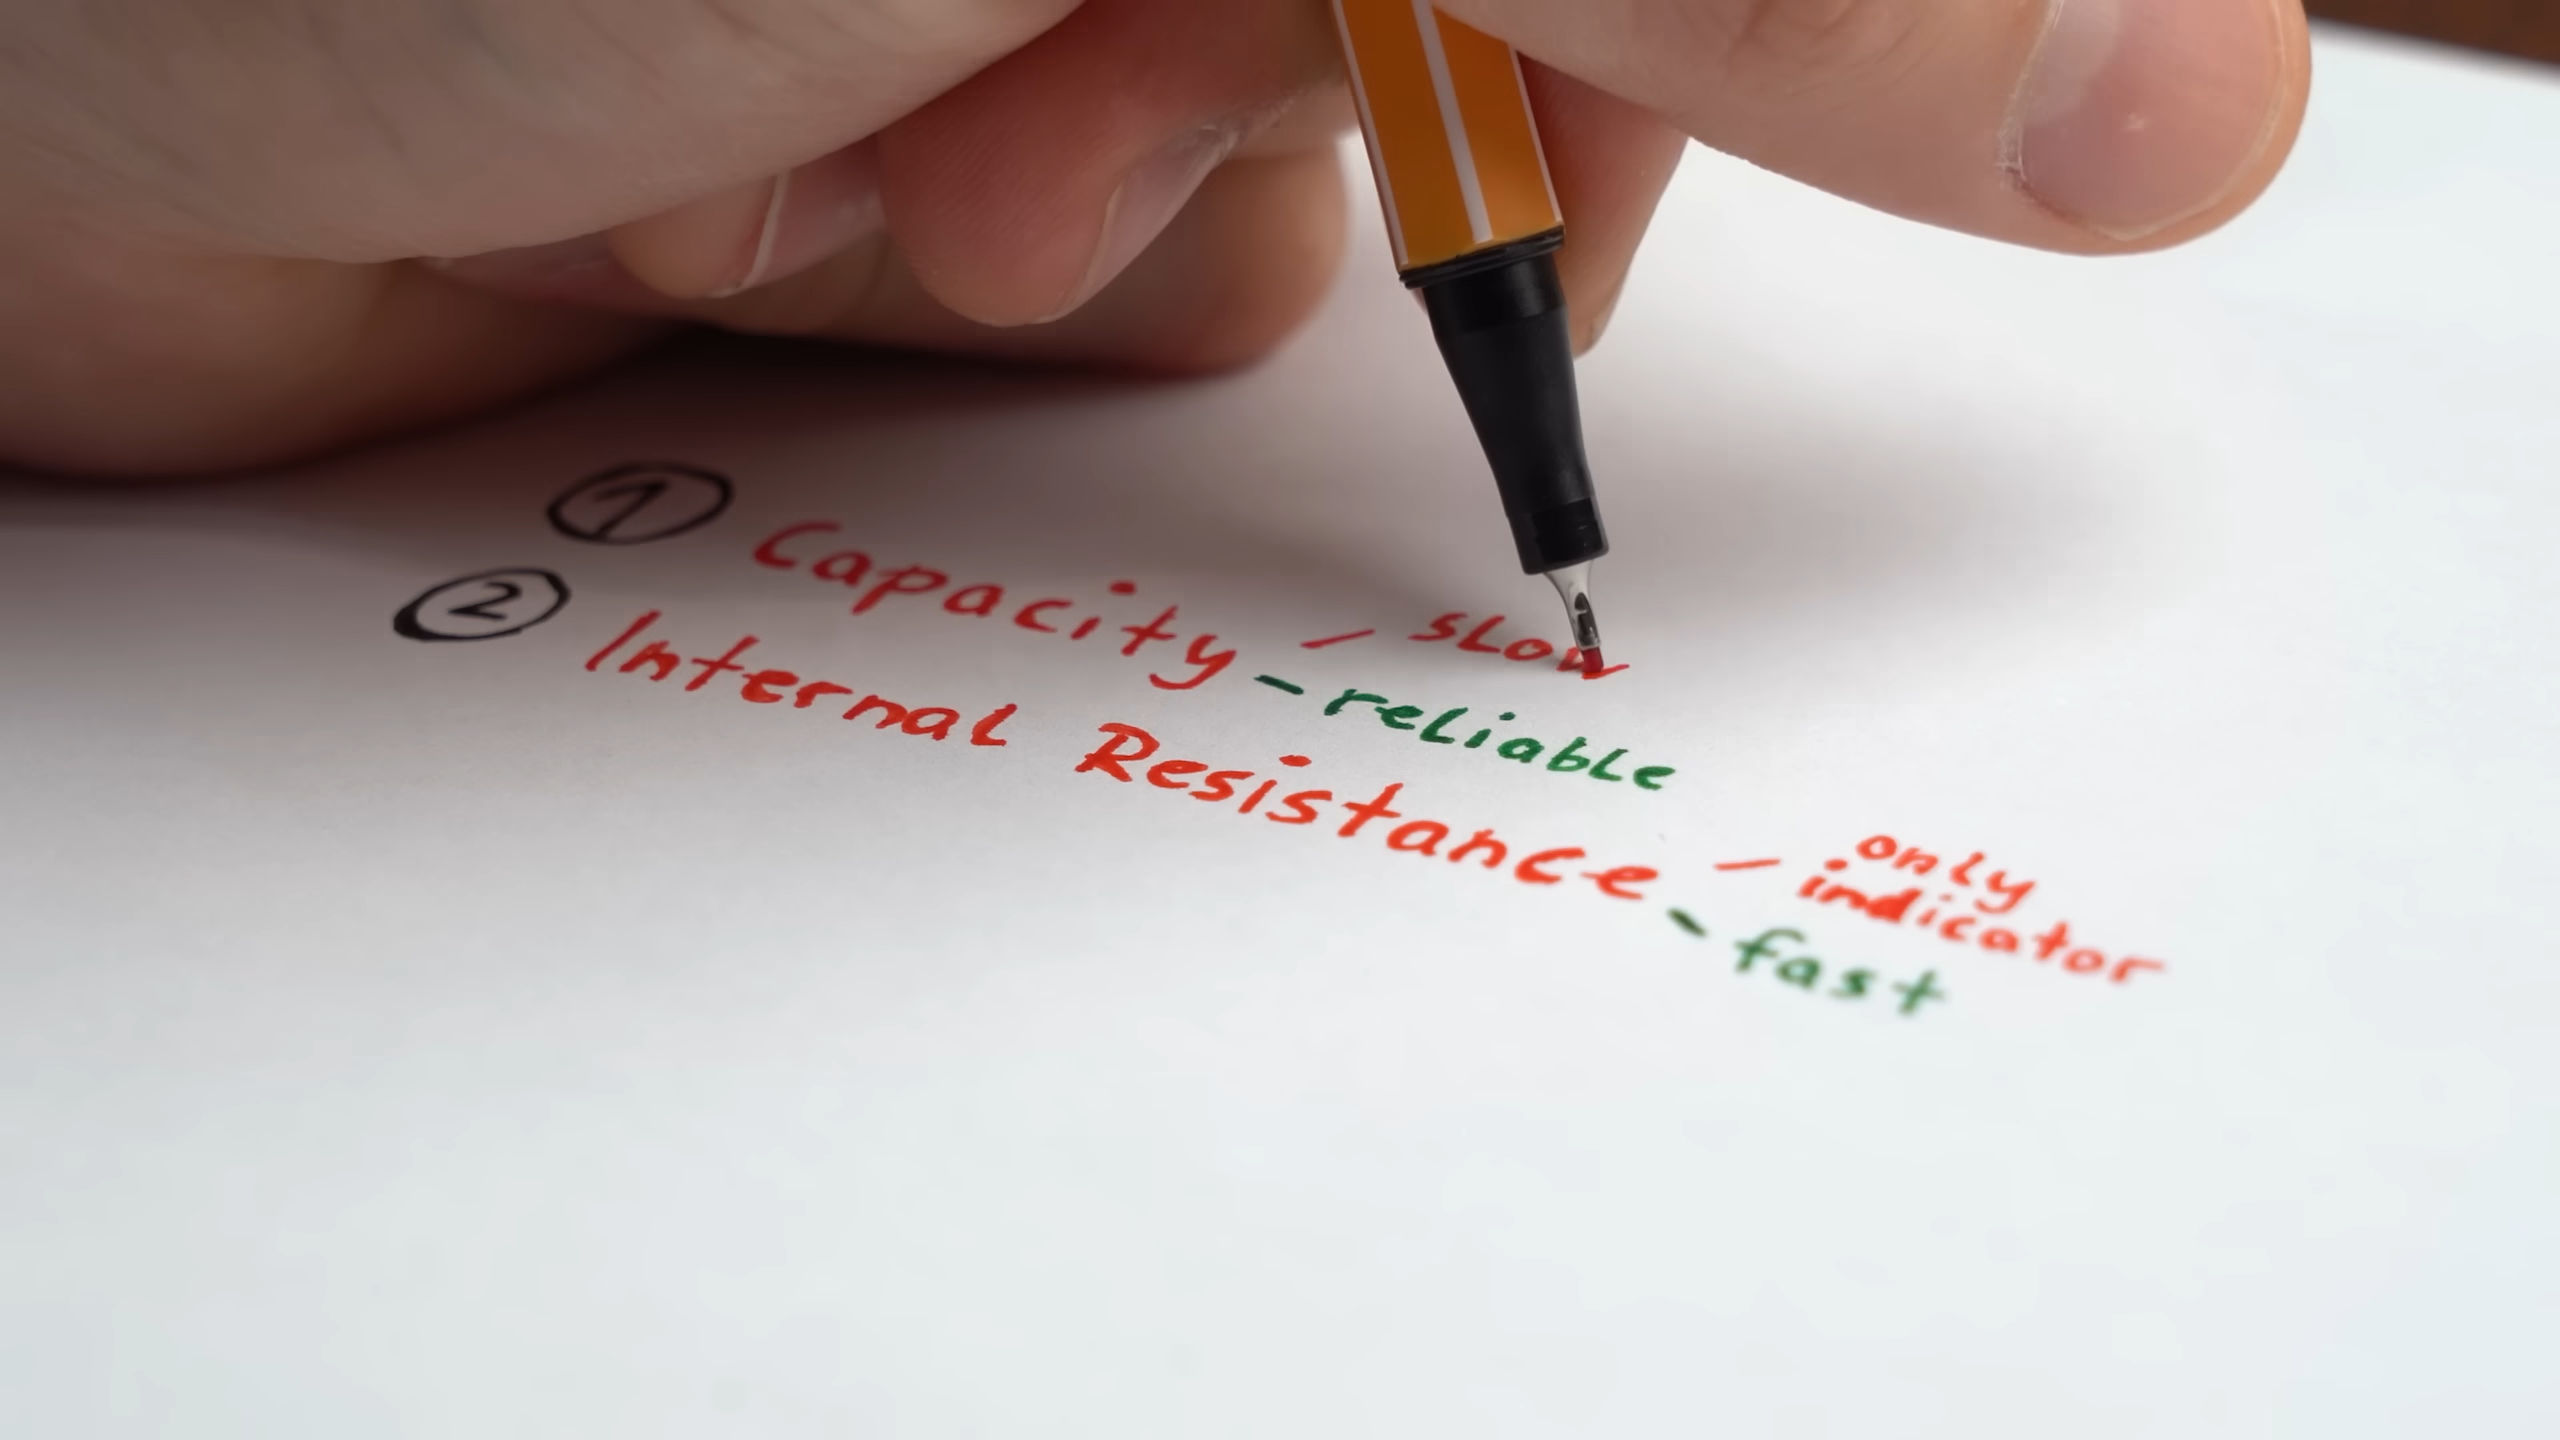 ① Capacity – slow
– reliable
② Internal Resistance – only
indicator
– fast